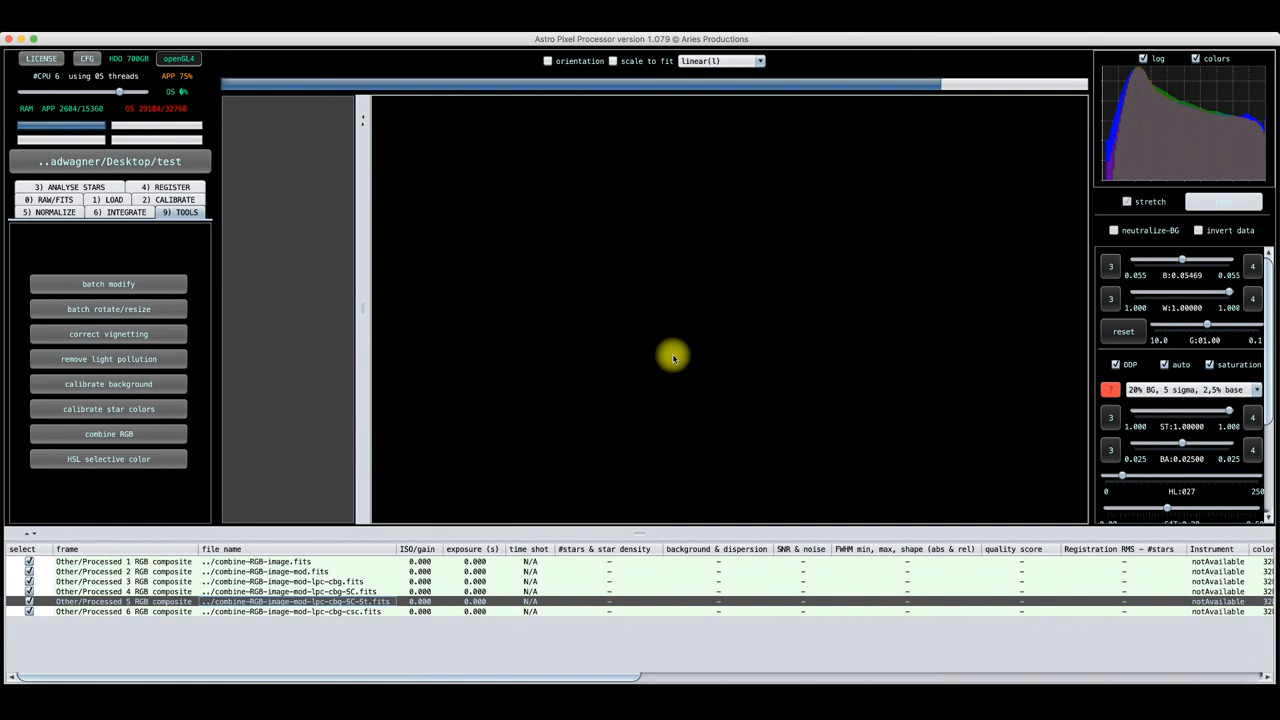 Astro Pixel Processor version 1.079 © Aries Productions
LICENSE CFG HDD 700GB openGL4
#CPU 6 using 05 threads APP 75%
OS 0%
RAM APP 2604/15360 OS 29184/32768
..adwagner/Desktop/test
3) ANALYSE STARS 4) REGISTER
0) RAW/FITS 1) LOAD 2) CALIBRATE
5) NORMALIZE 6) INTEGRATE 9) TOOLS
batch modify
batch rotate/resize
correct vignetting
remove light pollution
calibrate background
calibrate star colors
combine RGB
HSL selective color
orientation scale to fit linear(l)
log colors
stretch
neutralize-BG invert data
3 4
0.055 B:0.05469 0.055
3 4
1.000 W:1.00000 1.000
reset
10.0 G:01.00 0.1
DDP auto saturation
? 20% BG, 5 sigma, 2,5% base
3 4
1.000 ST:1.00000 1.000
3 4
0.025 BA:0.02500 0.025
0 HL:027 250
select frame file name ISO/gain exposure (s) time shot #stars & star density background & dispersion SNR & noise FWHM min, max, shape (abs & rel) quality score Registration RMS - #stars Instrument color
Other/Processed 1 RGB composite ../combine-RGB-image.fits 0.000 0.000 N/A – – – – – – notAvailable 32
Other/Processed 2 RGB composite ../combine-RGB-image-mod.fits 0.000 0.000 N/A – – – – – – notAvailable 32
Other/Processed 3 RGB composite ../combine-RGB-image-mod-lpc-cbg.fits 0.000 0.000 N/A – – – – – – notAvailable 32
Other/Processed 4 RGB composite ../combine-RGB-image-mod-lpc-cbg-SC.fits 0.000 0.000 N/A – – – – – – notAvailable 32
Other/Processed 5 RGB composite ../combine-RGB-image-mod-lpc-cbg-SC-St.fits 0.000 0.000 N/A – – – – – – notAvailable 32
Other/Processed 6 RGB composite ../combine-RGB-image-mod-lpc-cbg-csc.fits 0.000 0.000 N/A – – – – – – notAvailable 32